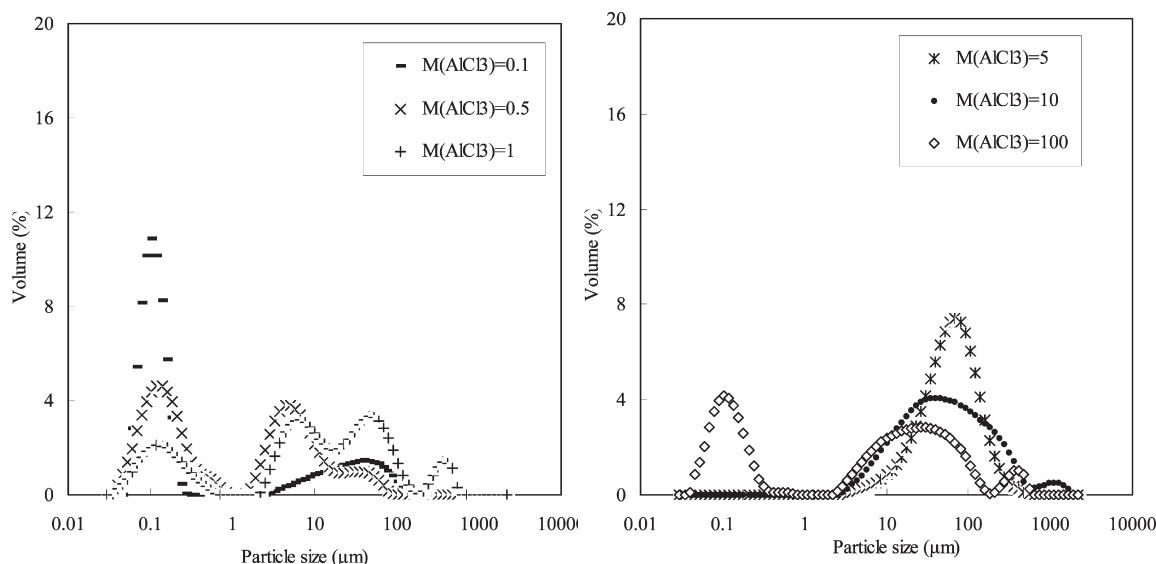 20
16
12
8
4
0
Volume (%)
0.01 0.1 1 10 100 1000 10000
Particle size (μm)
M(AlCl3)=0.1
M(AlCl3)=0.5
M(AlCl3)=1
20
16
12
8
4
0
Volume (%)
0.01 0.1 1 10 100 1000 10000
Particle size (μm)
M(AlCl3)=5
M(AlCl3)=10
M(AlCl3)=100